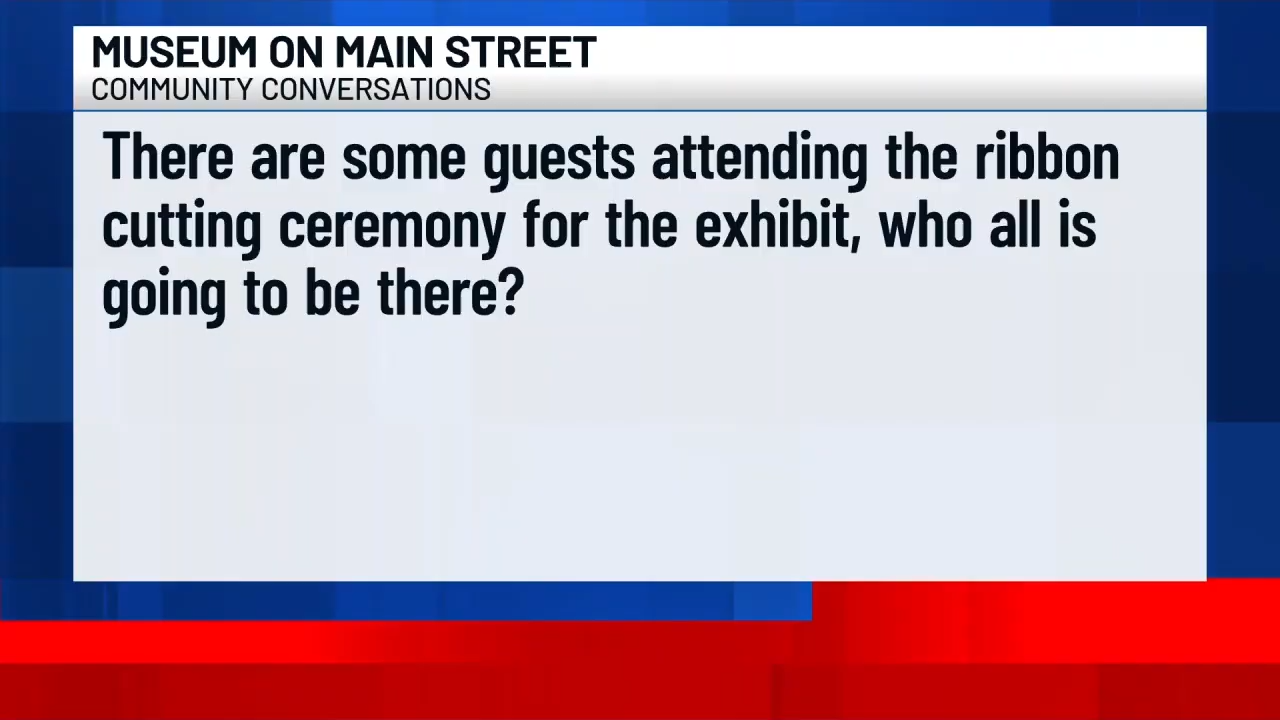 MUSEUM ON MAIN STREET
COMMUNITY CONVERSATIONS
There are some guests attending the ribbon
cutting ceremony for the exhibit, who all is
going to be there?